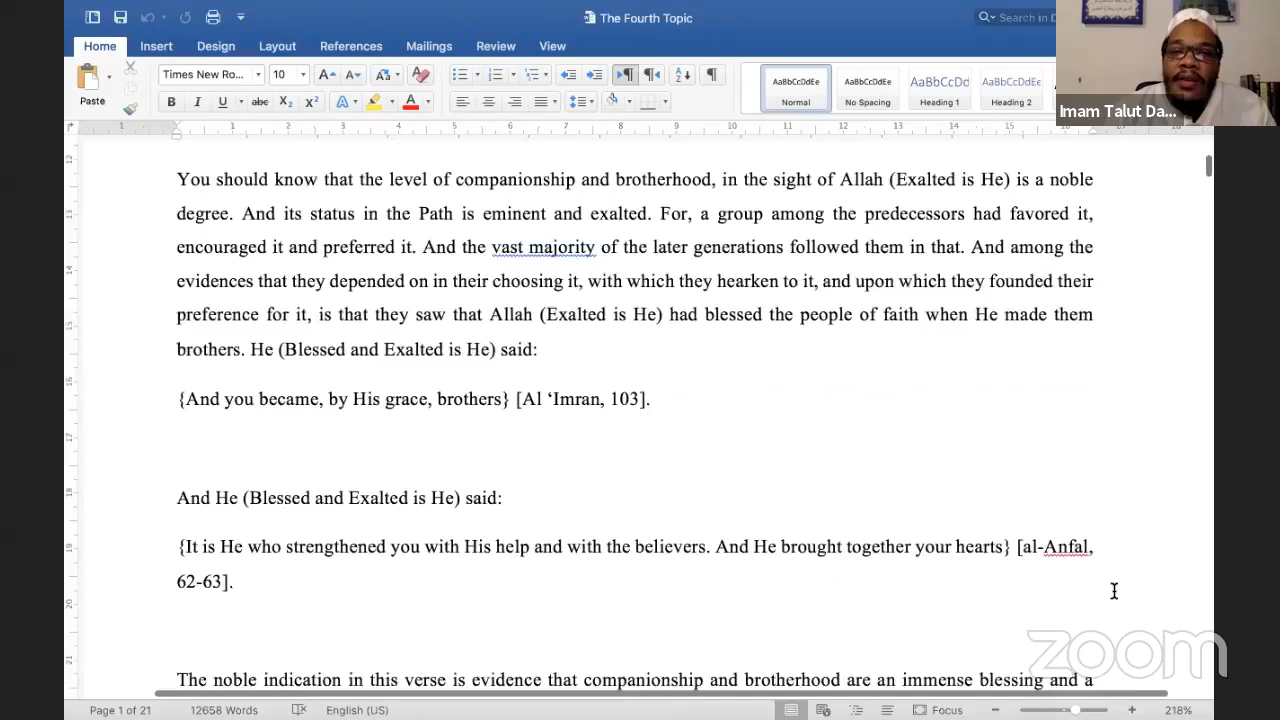 The Fourth Topic
Search in D
Home Insert Design Layout References Mailings Review View
Times New Ro... 10
Paste
AaBbCcDdEe AaBbCcDdEe AaBbCcDd AaBbCcDdEe
Normal No Spacing Heading 1 Heading 2
Imam Talut Da...
You should know that the level of companionship and brotherhood, in the sight of Allah (Exalted is He) is a noble
degree. And its status in the Path is eminent and exalted. For, a group among the predecessors had favored it,
encouraged it and preferred it. And the vast majority of the later generations followed them in that. And among the
evidences that they depended on in their choosing it, with which they hearken to it, and upon which they founded their
preference for it, is that they saw that Allah (Exalted is He) had blessed the people of faith when He made them
brothers. He (Blessed and Exalted is He) said:
{And you became, by His grace, brothers} [Al ‘Imran, 103].
And He (Blessed and Exalted is He) said:
{It is He who strengthened you with His help and with the believers. And He brought together your hearts} [al-Anfal,
62-63].
The noble indication in this verse is evidence that companionship and brotherhood are an immense blessing and a
zoom
Page 1 of 21 12658 Words English (US) Focus 218%